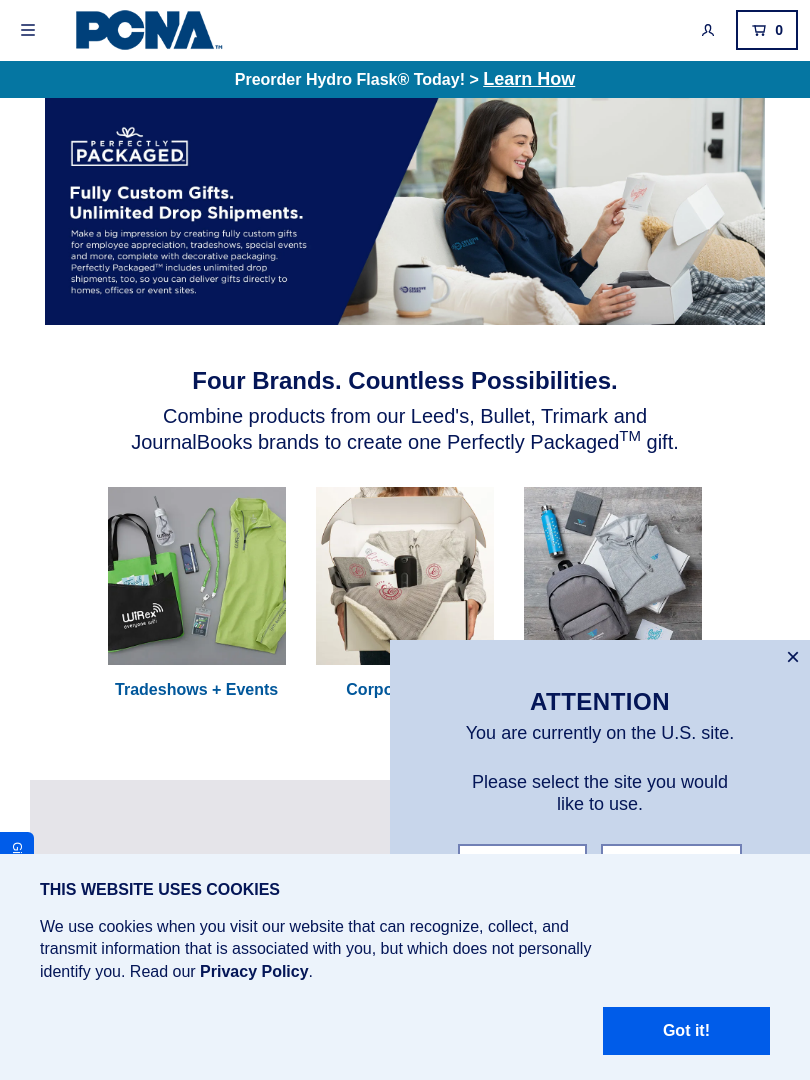 PCNA™
0
Preorder Hydro Flask® Today! > Learn How
PERFECTLY
PACKAGED
Fully Custom Gifts.
Unlimited Drop Shipments.
Make a big impression by creating fully custom gifts
for employee appreciation, tradeshows, special events
and more, complete with decorative packaging.
Perfectly Packaged™ includes unlimited drop
shipments, too, so you can deliver gifts directly to
homes, offices or event sites.
Four Brands. Countless Possibilities.
Combine products from our Leed's, Bullet, Trimark and
JournalBooks brands to create one Perfectly Packaged™ gift.
WiRex
everyone wifi
Tradeshows + Events
ATTENTION
You are currently on the U.S. site.
Please select the site you would
like to use.
THIS WEBSITE USES COOKIES
We use cookies when you visit our website that can recognize, collect, and
transmit information that is associated with you, but which does not personally
identify you. Read our Privacy Policy.
Got it!